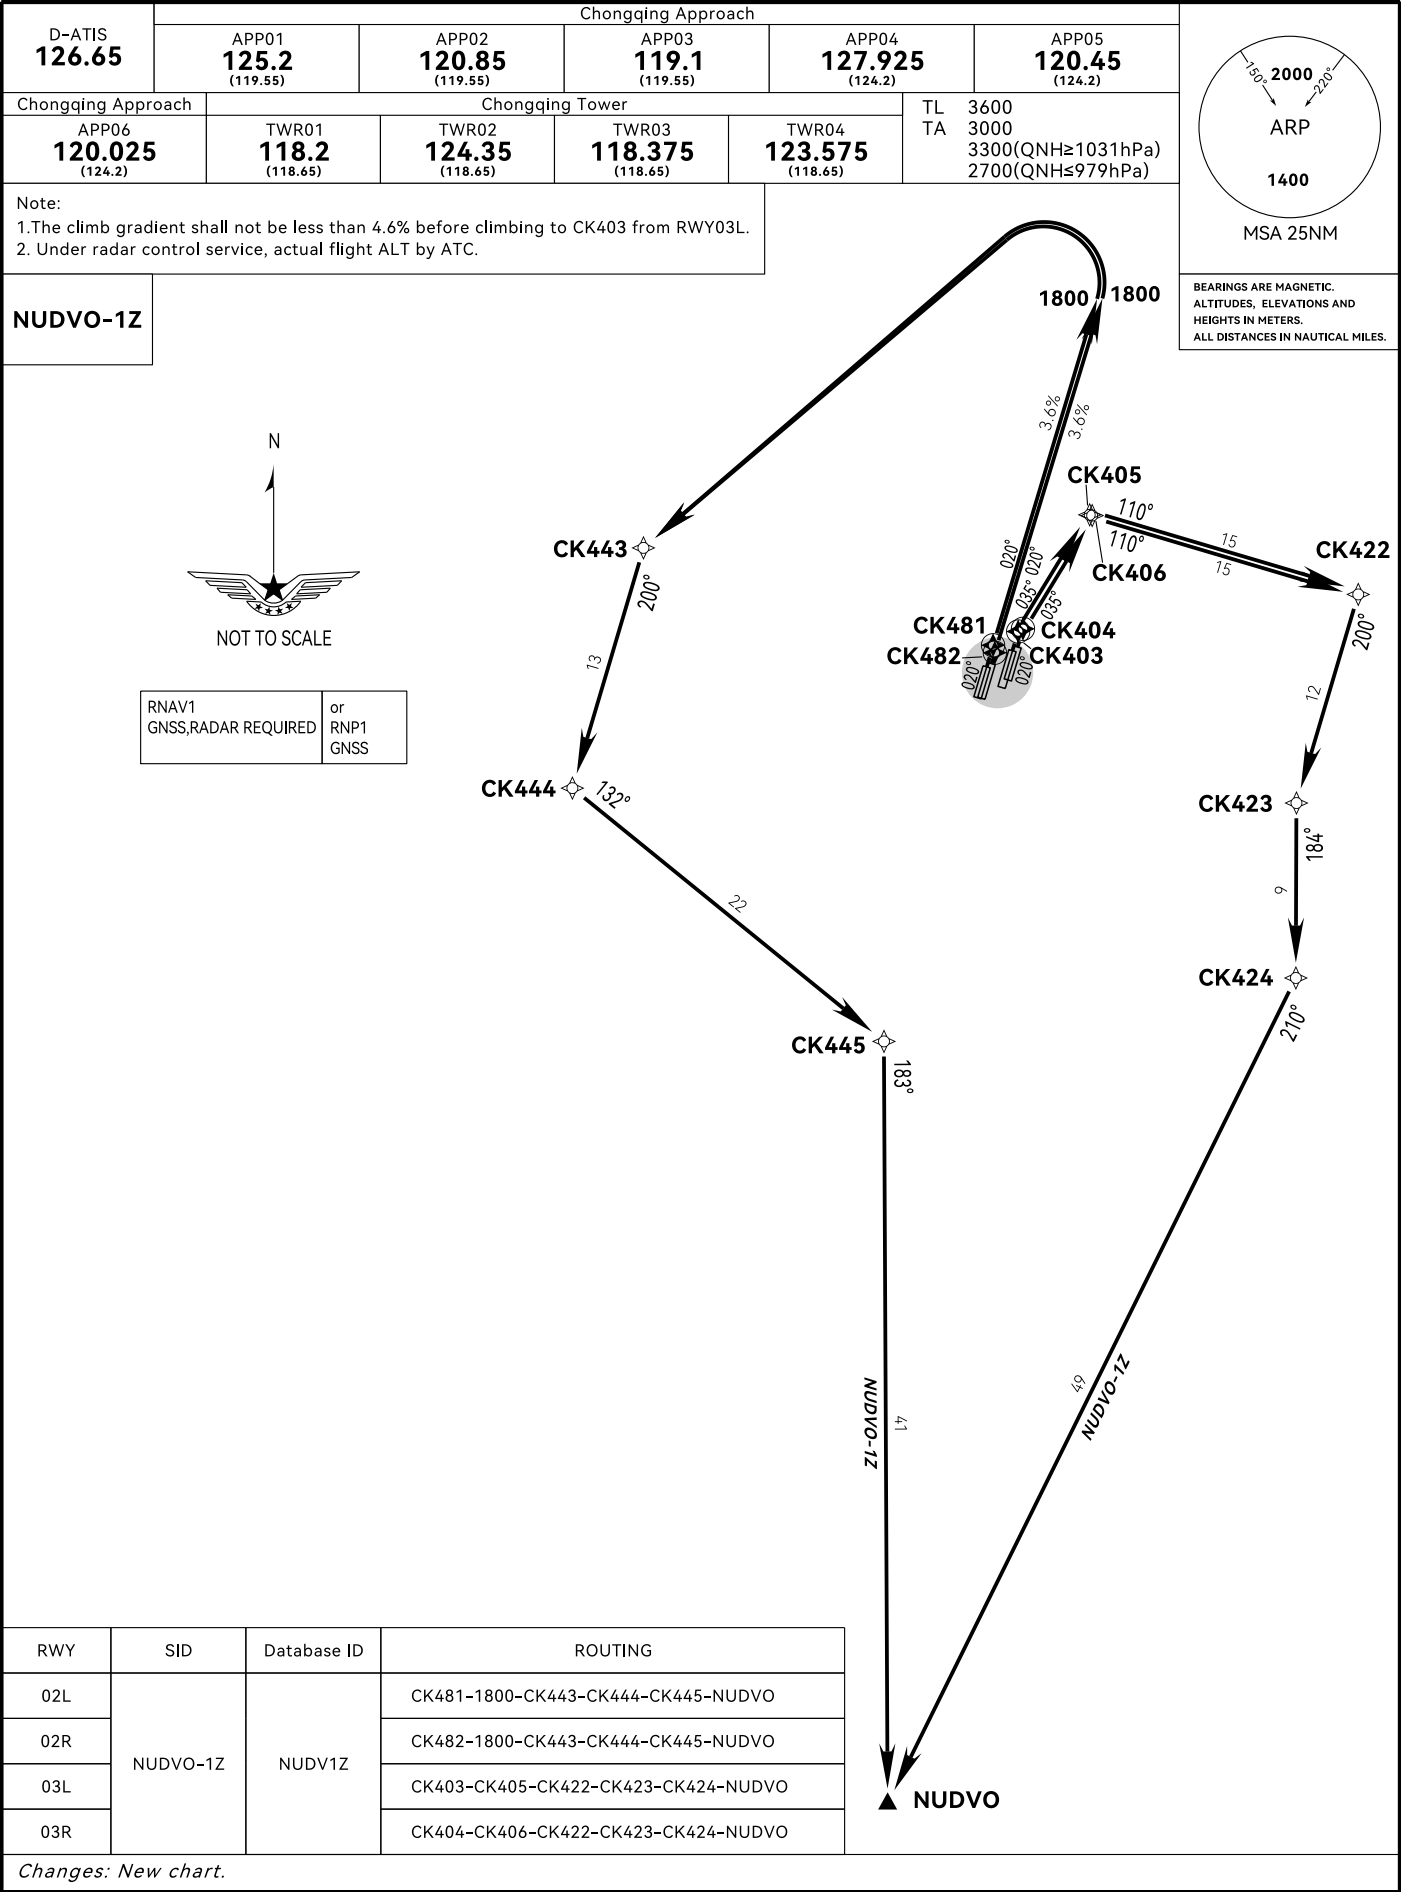 Chongqing Approach
D-ATIS
126.65
APP01
125.2
(119.55)
APP02
120.85
(119.55)
APP03
119.1
(119.55)
APP04
127.925
(124.2)
APP05
120.45
(124.2)
Chongqing Approach
APP06
120.025
(124.2)
Chongqing Tower
TWR01
118.2
(118.65)
TWR02
124.35
(118.65)
TWR03
118.375
(118.65)
TWR04
123.575
(118.65)
TL 3600
TA 3000
3300(QNH≥1031hPa)
2700(QNH≤979hPa)
150°
2000
220°
ARP
1400
MSA 25NM
Note:
1.The climb gradient shall not be less than 4.6% before climbing to CK403 from RWY03L.
2. Under radar control service, actual flight ALT by ATC.
BEARINGS ARE MAGNETIC.
ALTITUDES, ELEVATIONS AND
HEIGHTS IN METERS.
ALL DISTANCES IN NAUTICAL MILES.
NUDVO-1Z
1800 1800
3.6%
3.6%
N
NOT TO SCALE
RNAV1
GNSS,RADAR REQUIRED
or
RNP1
GNSS
CK405
110°
110°
15
15
CK406
CK422
CK443
200°
020°
020°
035°
035°
CK481
CK482
CK404
CK403
020°
020°
200°
13
12
CK444
132°
CK423
184°
22
9
CK424
210°
CK445
183°
NUDVO-1Z
41
49
NUDVO-1Z
NUDVO
RWY SID Database ID ROUTING
02L CK481-1800-CK443-CK444-CK445-NUDVO
02R CK482-1800-CK443-CK444-CK445-NUDVO
NUDVO-1Z NUDV1Z
03L CK403-CK405-CK422-CK423-CK424-NUDVO
03R CK404-CK406-CK422-CK423-CK424-NUDVO
Changes: New chart.